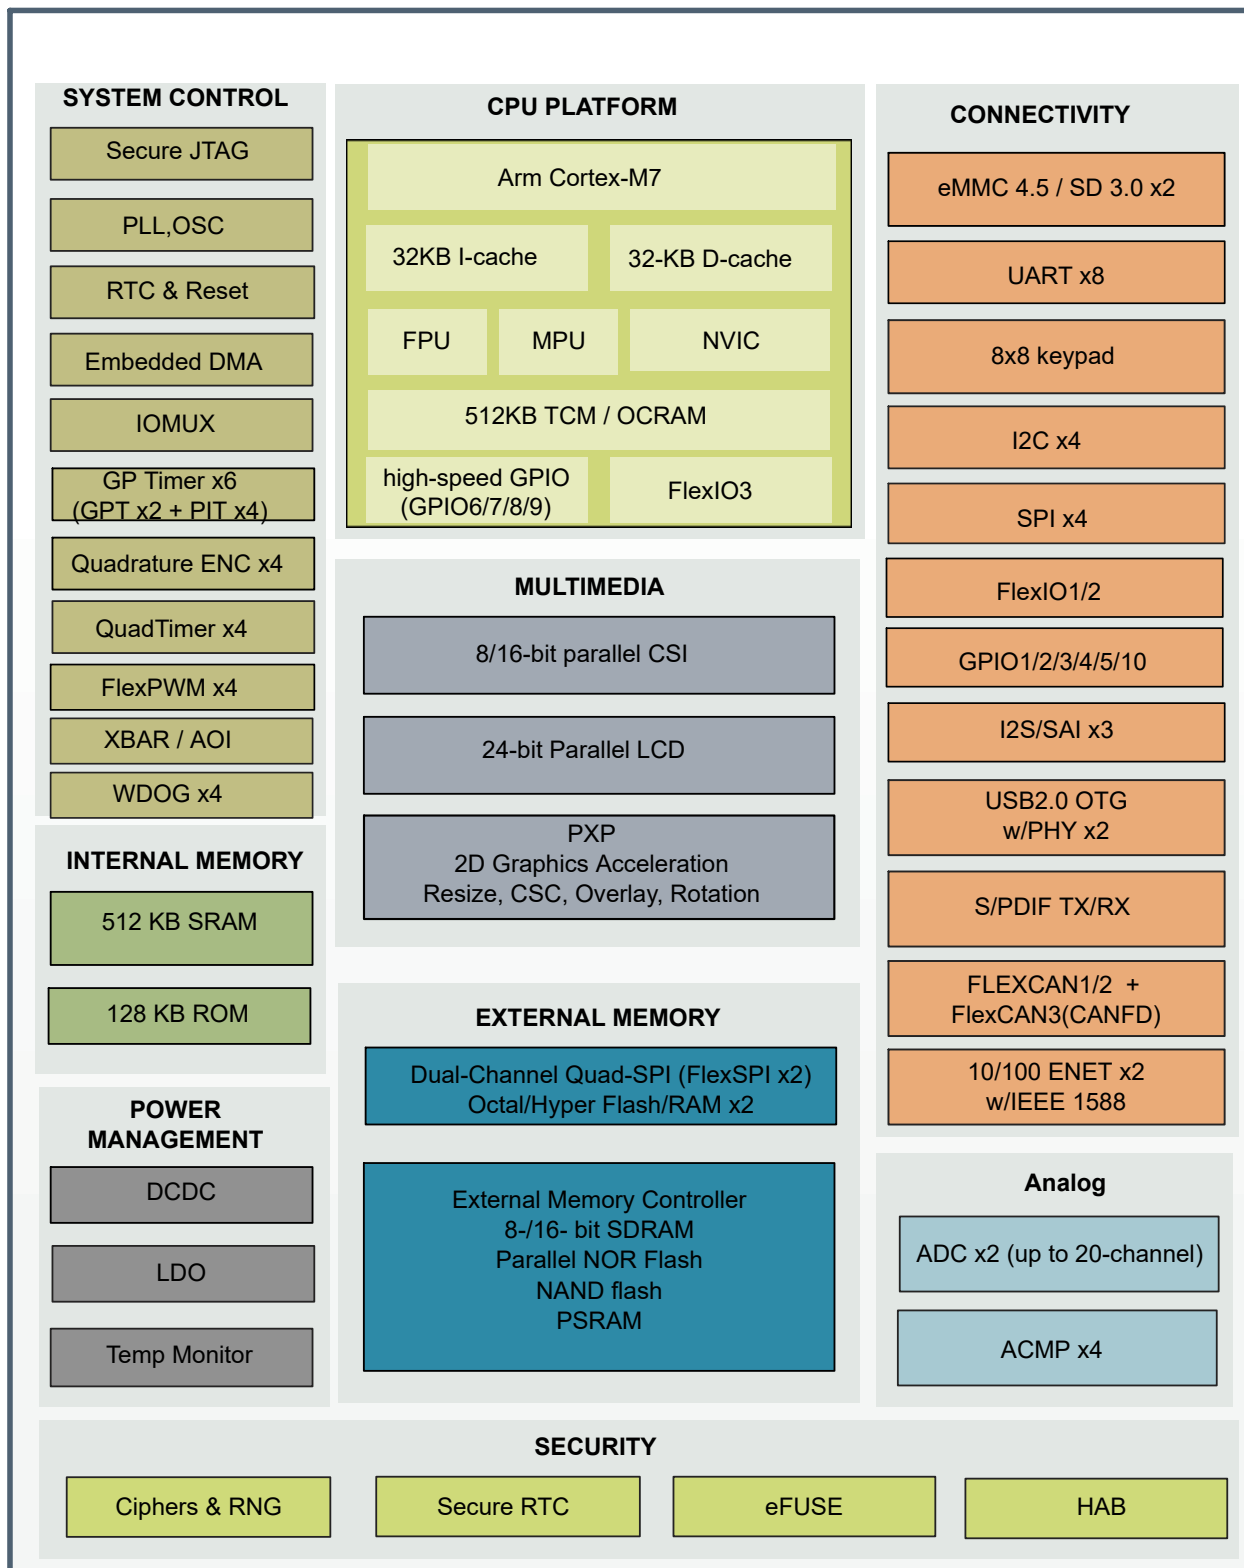 SYSTEM CONTROL
Secure JTAG
PLL,OSC
RTC & Reset
Embedded DMA
IOMUX
GP Timer x6
(GPT x2 + PIT x4)
Quadrature ENC x4
QuadTimer x4
FlexPWM x4
XBAR / AOI
WDOG x4
INTERNAL MEMORY
512 KB SRAM
128 KB ROM
POWER
MANAGEMENT
DCDC
LDO
Temp Monitor
CPU PLATFORM
Arm Cortex-M7
32KB I-cache
32-KB D-cache
FPU
MPU
NVIC
512KB TCM / OCRAM
high-speed GPIO
(GPIO6/7/8/9)
FlexIO3
MULTIMEDIA
8/16-bit parallel CSI
24-bit Parallel LCD
PXP
2D Graphics Acceleration
Resize, CSC, Overlay, Rotation
EXTERNAL MEMORY
Dual-Channel Quad-SPI (FlexSPI x2)
Octal/Hyper Flash/RAM x2
External Memory Controller
8-/16- bit SDRAM
Parallel NOR Flash
NAND flash
PSRAM
CONNECTIVITY
eMMC 4.5 / SD 3.0 x2
UART x8
8x8 keypad
I2C x4
SPI x4
FlexIO1/2
GPIO1/2/3/4/5/10
I2S/SAI x3
USB2.0 OTG
w/PHY x2
S/PDIF TX/RX
FLEXCAN1/2 +
FlexCAN3(CANFD)
10/100 ENET x2
w/IEEE 1588
Analog
ADC x2 (up to 20-channel)
ACMP x4
SECURITY
Ciphers & RNG
Secure RTC
eFUSE
HAB